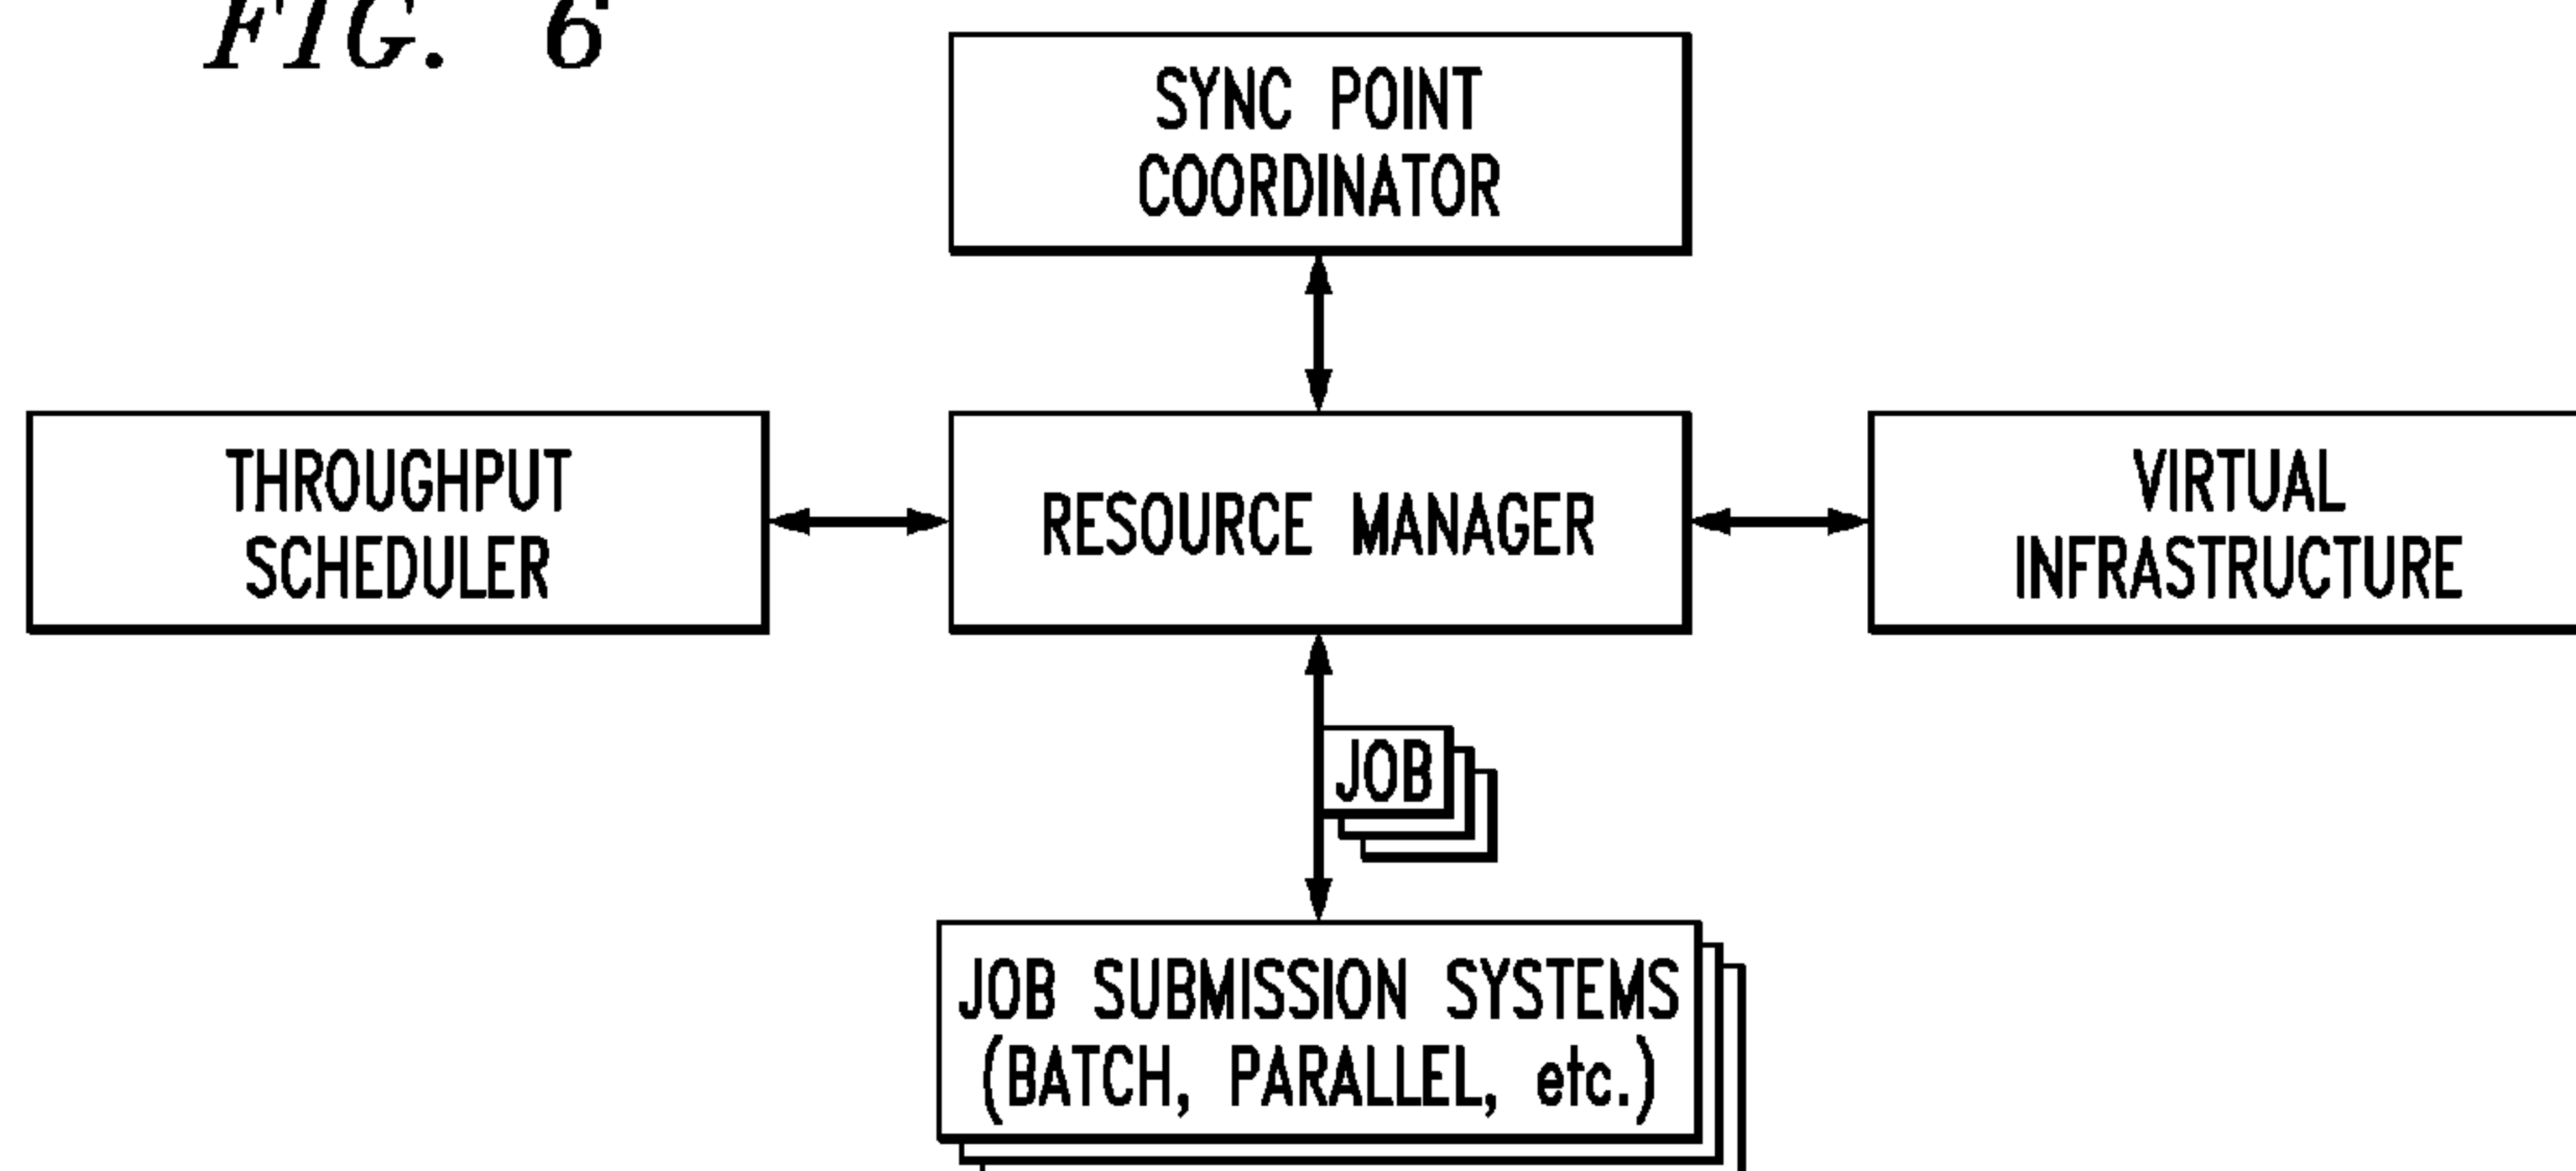 FIG. 6
SYNC POINT
COORDINATOR
THROUGHPUT
SCHEDULER
RESOURCE MANAGER
VIRTUAL
INFRASTRUCTURE
JOB
JOB SUBMISSION SYSTEMS
(BATCH, PARALLEL, etc.)